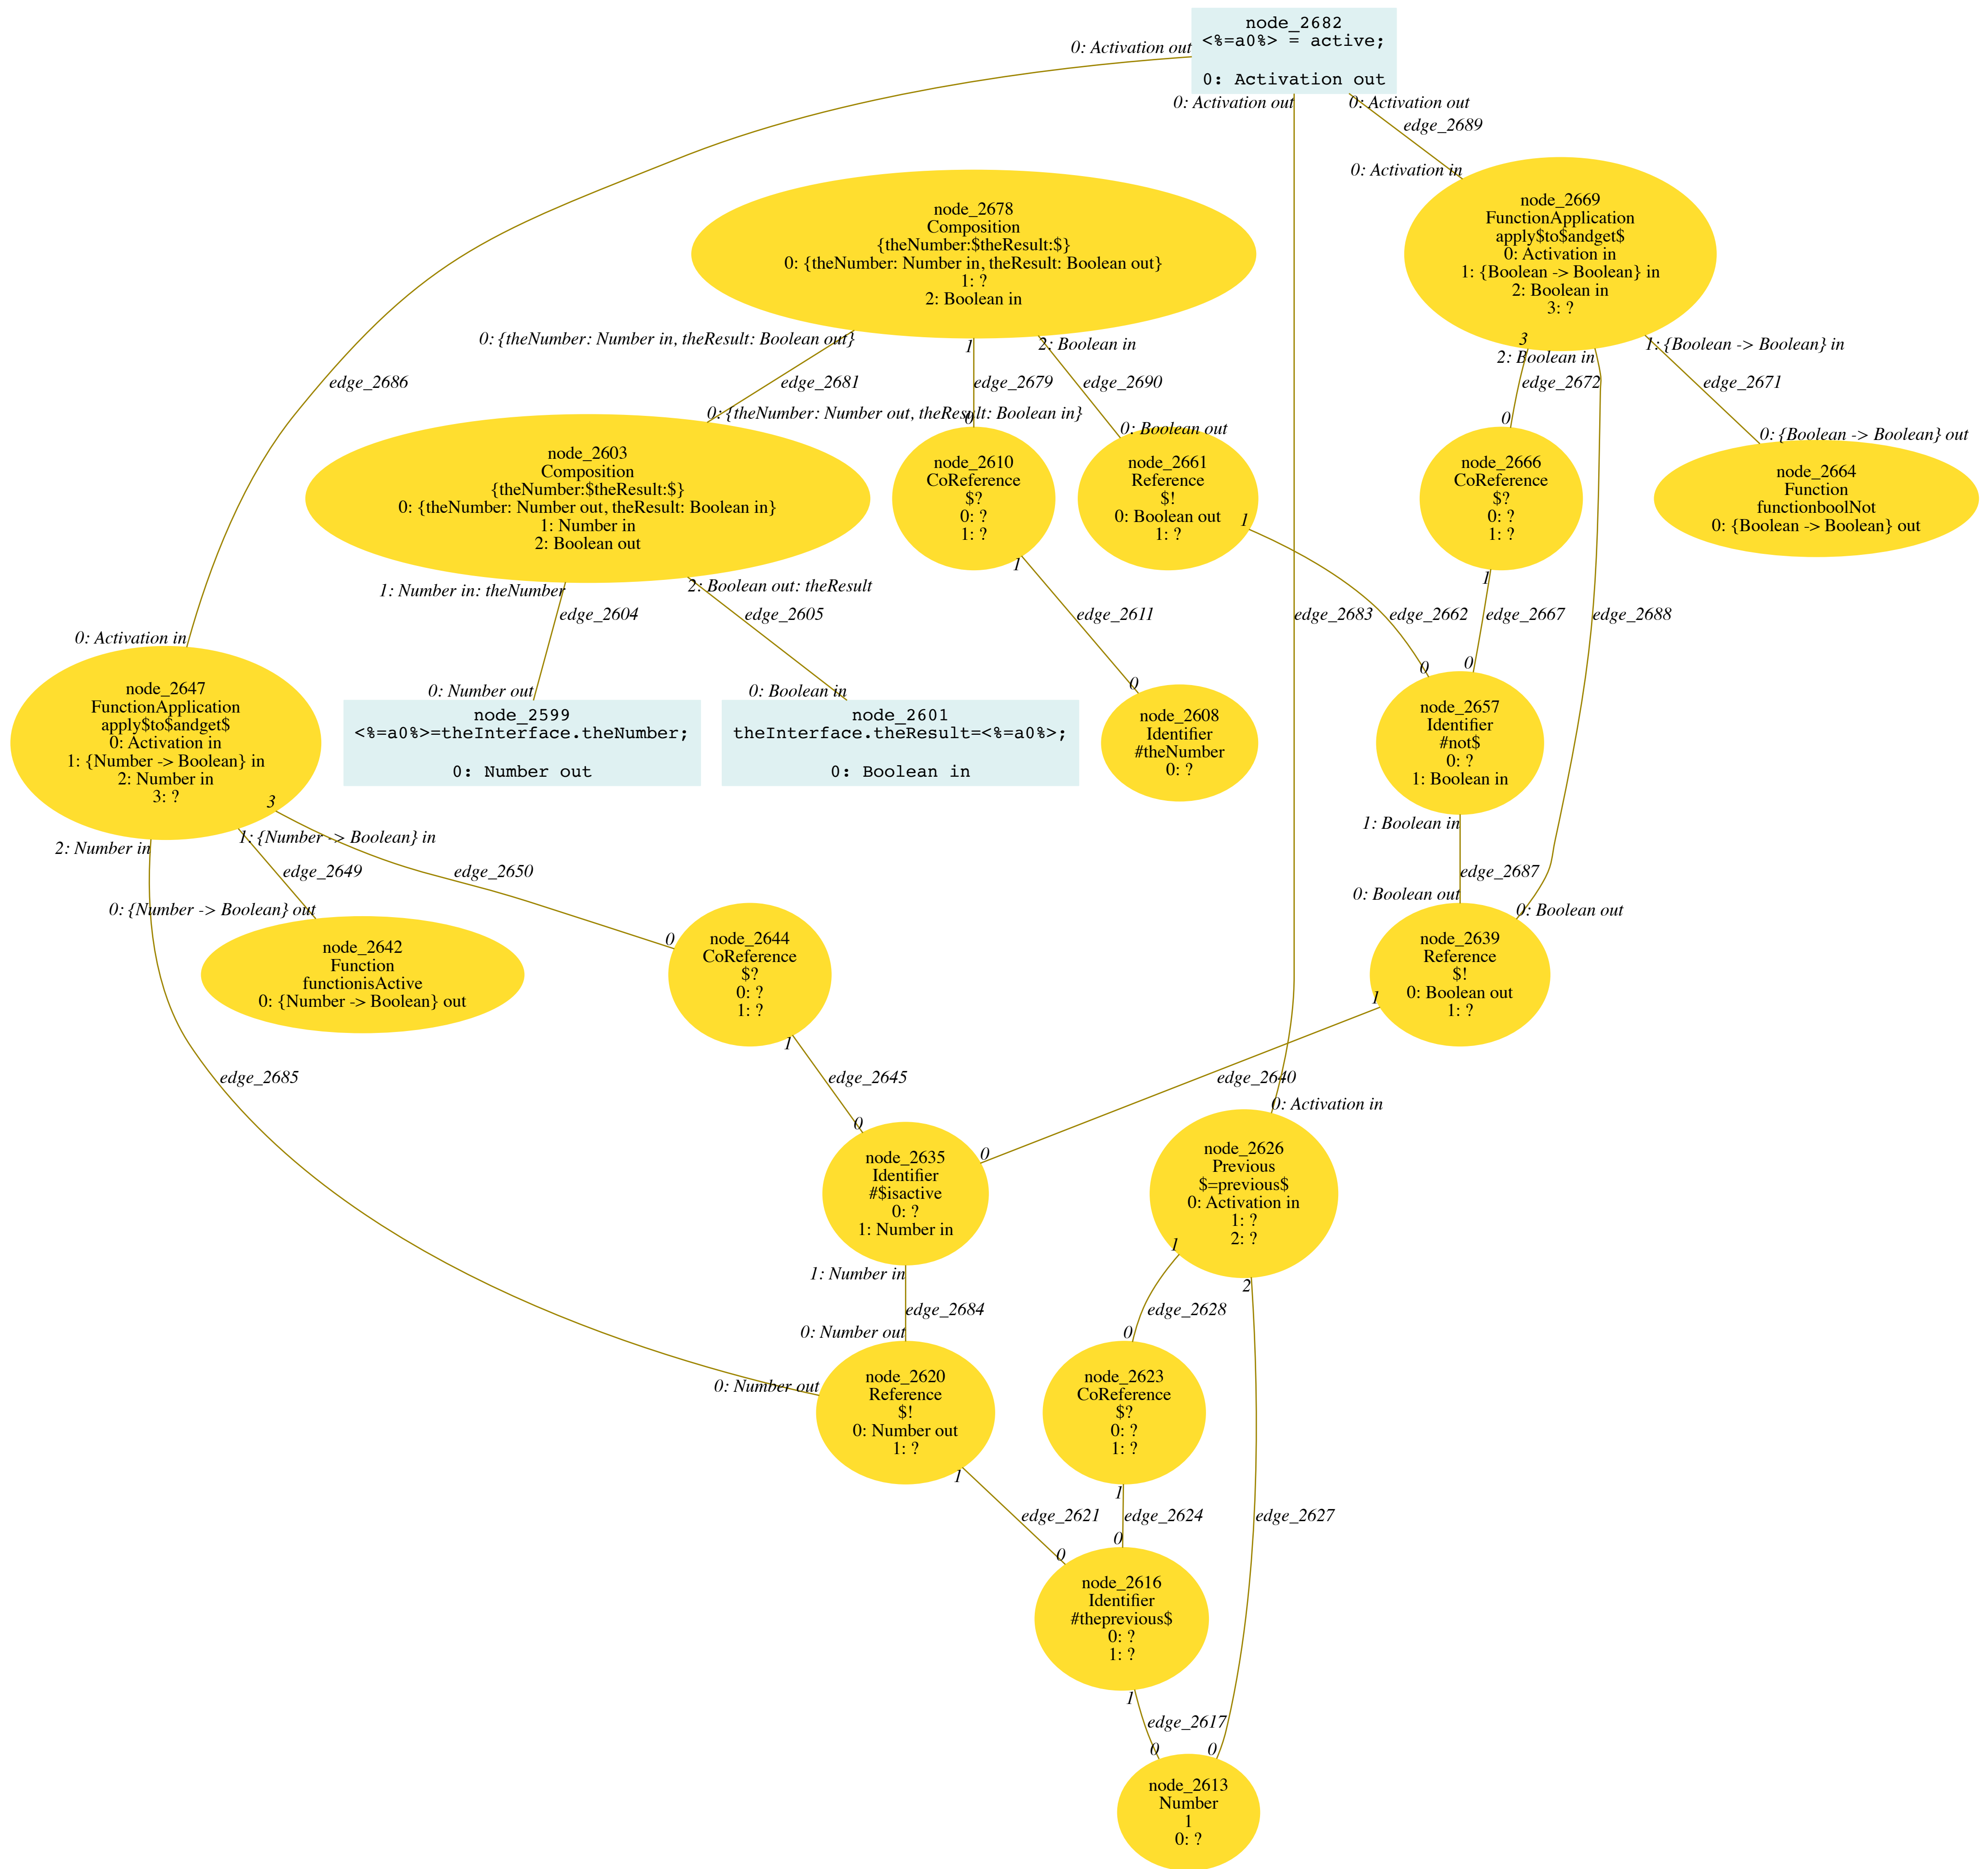 node_2682
<%=a0%> = active;
0: Activation out
0: Activation out
0: Activation out
0: Activation out
edge_2689
0: Activation in
node_2669
FunctionApplication
apply$to$andget$
0: Activation in
1: {Boolean -> Boolean} in
2: Boolean in
3: ?
node_2678
Composition
{theNumber:$theResult:$}
0: {theNumber: Number in, theResult: Boolean out}
1: ?
2: Boolean in
0: {theNumber: Number in, theResult: Boolean out}
1
2: Boolean in
3
2: Boolean in
1: {Boolean -> Boolean} in
edge_2686
edge_2681
edge_2679
edge_2690
edge_2672
edge_2671
0: {theNumber: Number out, theResult: Boolean in}
0
0: Boolean out
0
0: {Boolean -> Boolean} out
node_2603
Composition
{theNumber:$theResult:$}
0: {theNumber: Number out, theResult: Boolean in}
1: Number in
2: Boolean out
node_2610
CoReference
$?
0: ?
1: ?
node_2661
Reference
$!
0: Boolean out
1: ?
1
node_2666
CoReference
$?
0: ?
1: ?
node_2664
Function
functionboolNot
0: {Boolean -> Boolean} out
1: Number in: theNumber
2: Boolean out: theResult
1
1
edge_2604
edge_2605
edge_2611
edge_2683
edge_2662
edge_2667
edge_2688
0: Activation in
0: Number out
0: Boolean in
0
0
0
node_2647
FunctionApplication
apply$to$andget$
0: Activation in
1: {Number -> Boolean} in
2: Number in
3: ?
3
node_2599
<%=a0%>=theInterface.theNumber;
0: Number out
node_2601
theInterface.theResult=<%=a0%>;
0: Boolean in
node_2608
Identifier
#theNumber
0: ?
node_2657
Identifier
#not$
0: ?
1: Boolean in
2: Number in
1: {Number -> Boolean} in
1: Boolean in
edge_2649
edge_2650
edge_2687
0: {Number -> Boolean} out
0
0: Boolean out
0: Boolean out
node_2642
Function
functionisActive
0: {Number -> Boolean} out
node_2644
CoReference
$?
0: ?
1: ?
node_2639
Reference
$!
0: Boolean out
1: ?
1
1
edge_2685
edge_2645
edge_2640
0
0
0: Activation in
node_2635
Identifier
#$isactive
0: ?
1: Number in
node_2626
Previous
$=previous$
0: Activation in
1: ?
2: ?
1: Number in
1
2
edge_2684
edge_2628
0: Number out
0
0: Number out
node_2620
Reference
$!
0: Number out
1: ?
node_2623
CoReference
$?
0: ?
1: ?
1
1
edge_2621
edge_2624
edge_2627
0
0
node_2616
Identifier
#theprevious$
0: ?
1: ?
1
edge_2617
0
0
node_2613
Number
1
0: ?